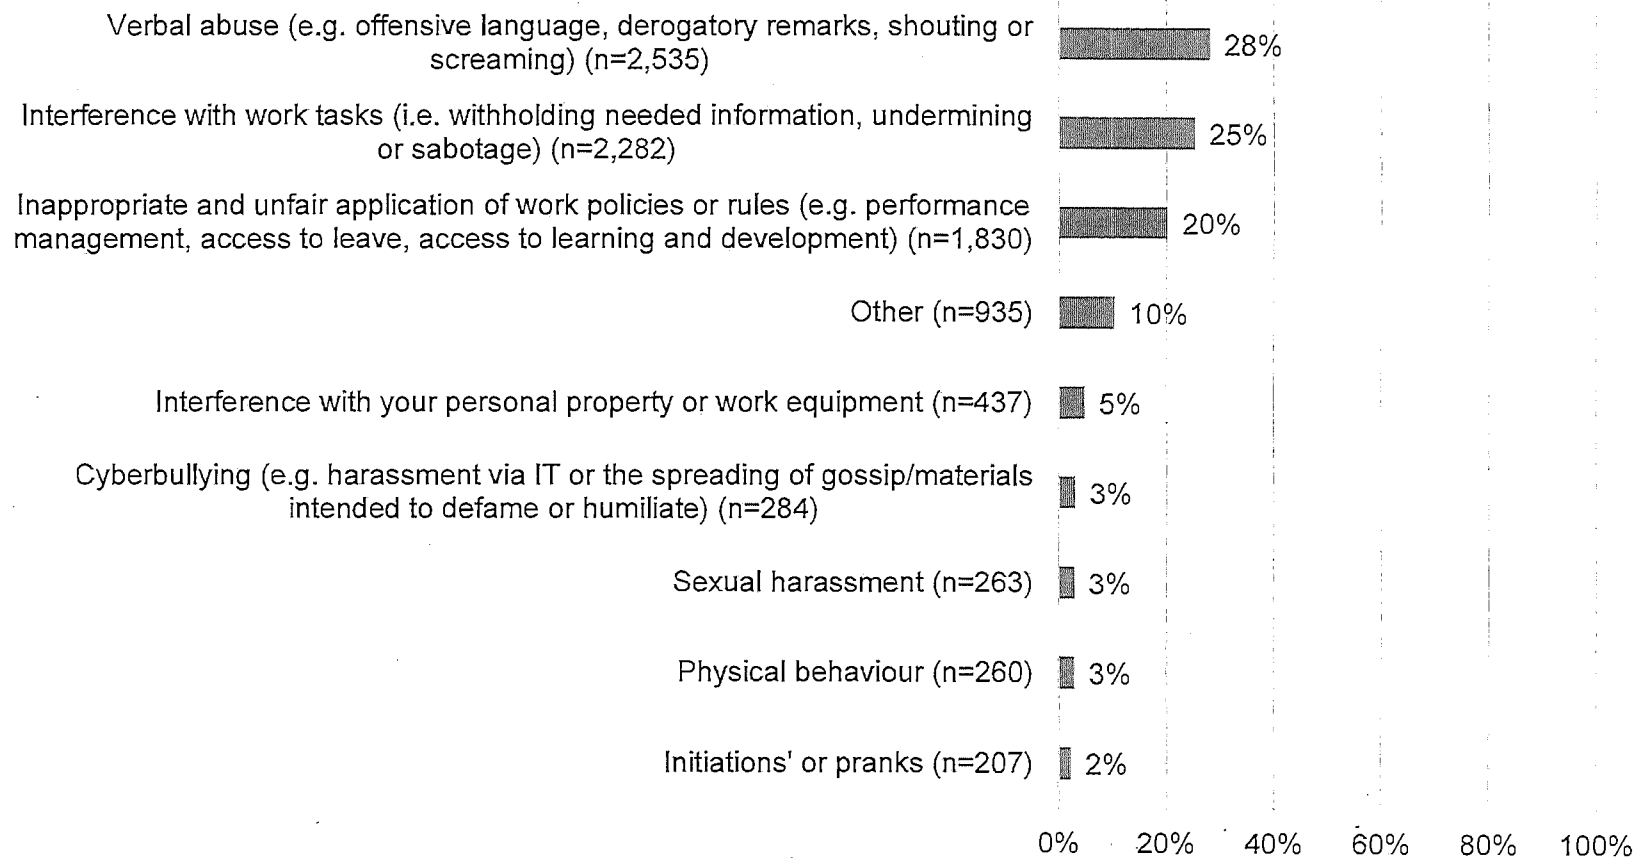 Verbal abuse (e.g. offensive language, derogatory remarks, shouting or
screaming) (n=2,535)
28%
Interference with work tasks (i.e. withholding needed information, undermining
or sabotage) (n=2,282)
25%
Inappropriate and unfair application of work policies or rules (e.g. performance
management, access to leave, access to learning and development) (n=1,830)
20%
Other (n=935)
10%
Interference with your personal property or work equipment (n=437)
5%
Cyberbullying (e.g. harassment via IT or the spreading of gossip/materials
intended to defame or humiliate) (n=284)
3%
Sexual harassment (n=263)
3%
Physical behaviour (n=260)
3%
Initiations' or pranks (n=207)
2%
0% 20% 40% 60% 80% 100%